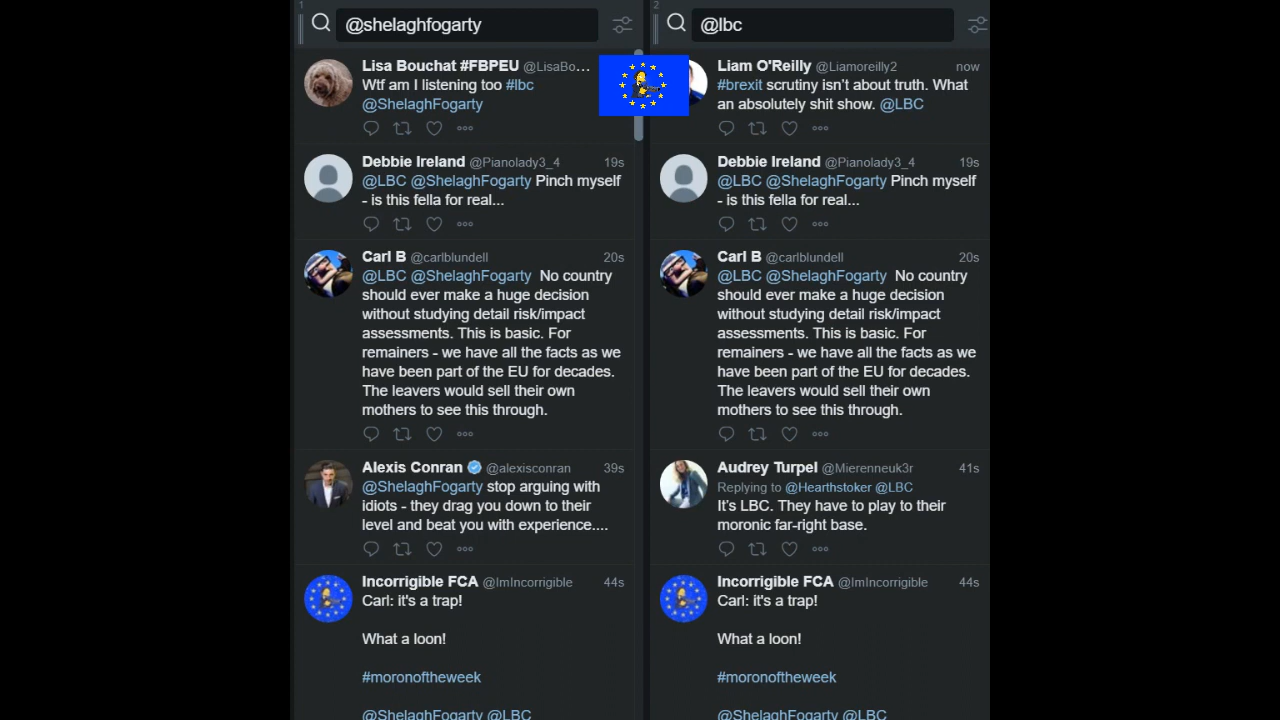 1
@shelaghfogarty
Lisa Bouchat #FBPEU @LisaBo...
Wtf am I listening too #lbc
@ShelaghFogarty
Debbie Ireland @Pianolady3_4 19s
@LBC @ShelaghFogarty Pinch myself
- is this fella for real...
Carl B @carlblundell 20s
@LBC @ShelaghFogarty No country
should ever make a huge decision
without studying detail risk/impact
assessments. This is basic. For
remainers - we have all the facts as we
have been part of the EU for decades.
The leavers would sell their own
mothers to see this through.
Alexis Conran @alexisconran 39s
@ShelaghFogarty stop arguing with
idiots - they drag you down to their
level and beat you with experience....
Incorrigible FCA @ImIncorrigible 44s
Carl: it's a trap!
What a loon!
#moronoftheweek
@ShelaghFogarty @LBC
2
@lbc
Liam O'Reilly @Liamoreilly2 now
#brexit scrutiny isn't about truth. What
an absolutely shit show. @LBC
Debbie Ireland @Pianolady3_4 19s
@LBC @ShelaghFogarty Pinch myself
- is this fella for real...
Carl B @carlblundell 20s
@LBC @ShelaghFogarty No country
should ever make a huge decision
without studying detail risk/impact
assessments. This is basic. For
remainers - we have all the facts as we
have been part of the EU for decades.
The leavers would sell their own
mothers to see this through.
Audrey Turpel @Mierenneuk3r 41s
Replying to @Hearthstoker @LBC
It's LBC. They have to play to their
moronic far-right base.
Incorrigible FCA @ImIncorrigible 44s
Carl: it's a trap!
What a loon!
#moronoftheweek
@ShelaghFogarty @LBC